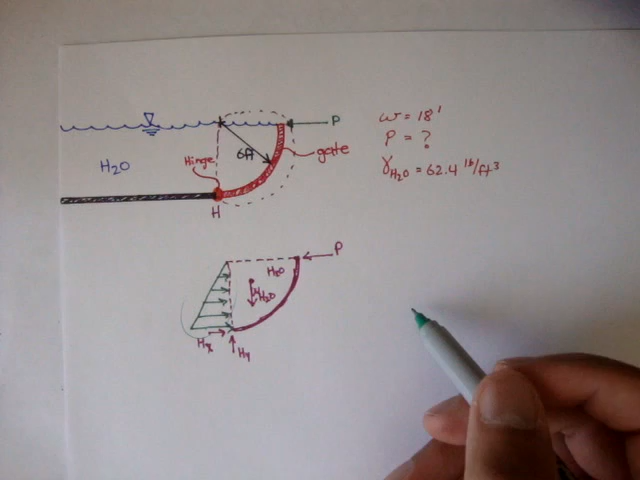 P
w = 18'
6ft
gate
P = ?
Hinge
H₂O
γH₂O = 62.4 lb/ft³
H
P
H₂O
WH₂O
Hx
Hy